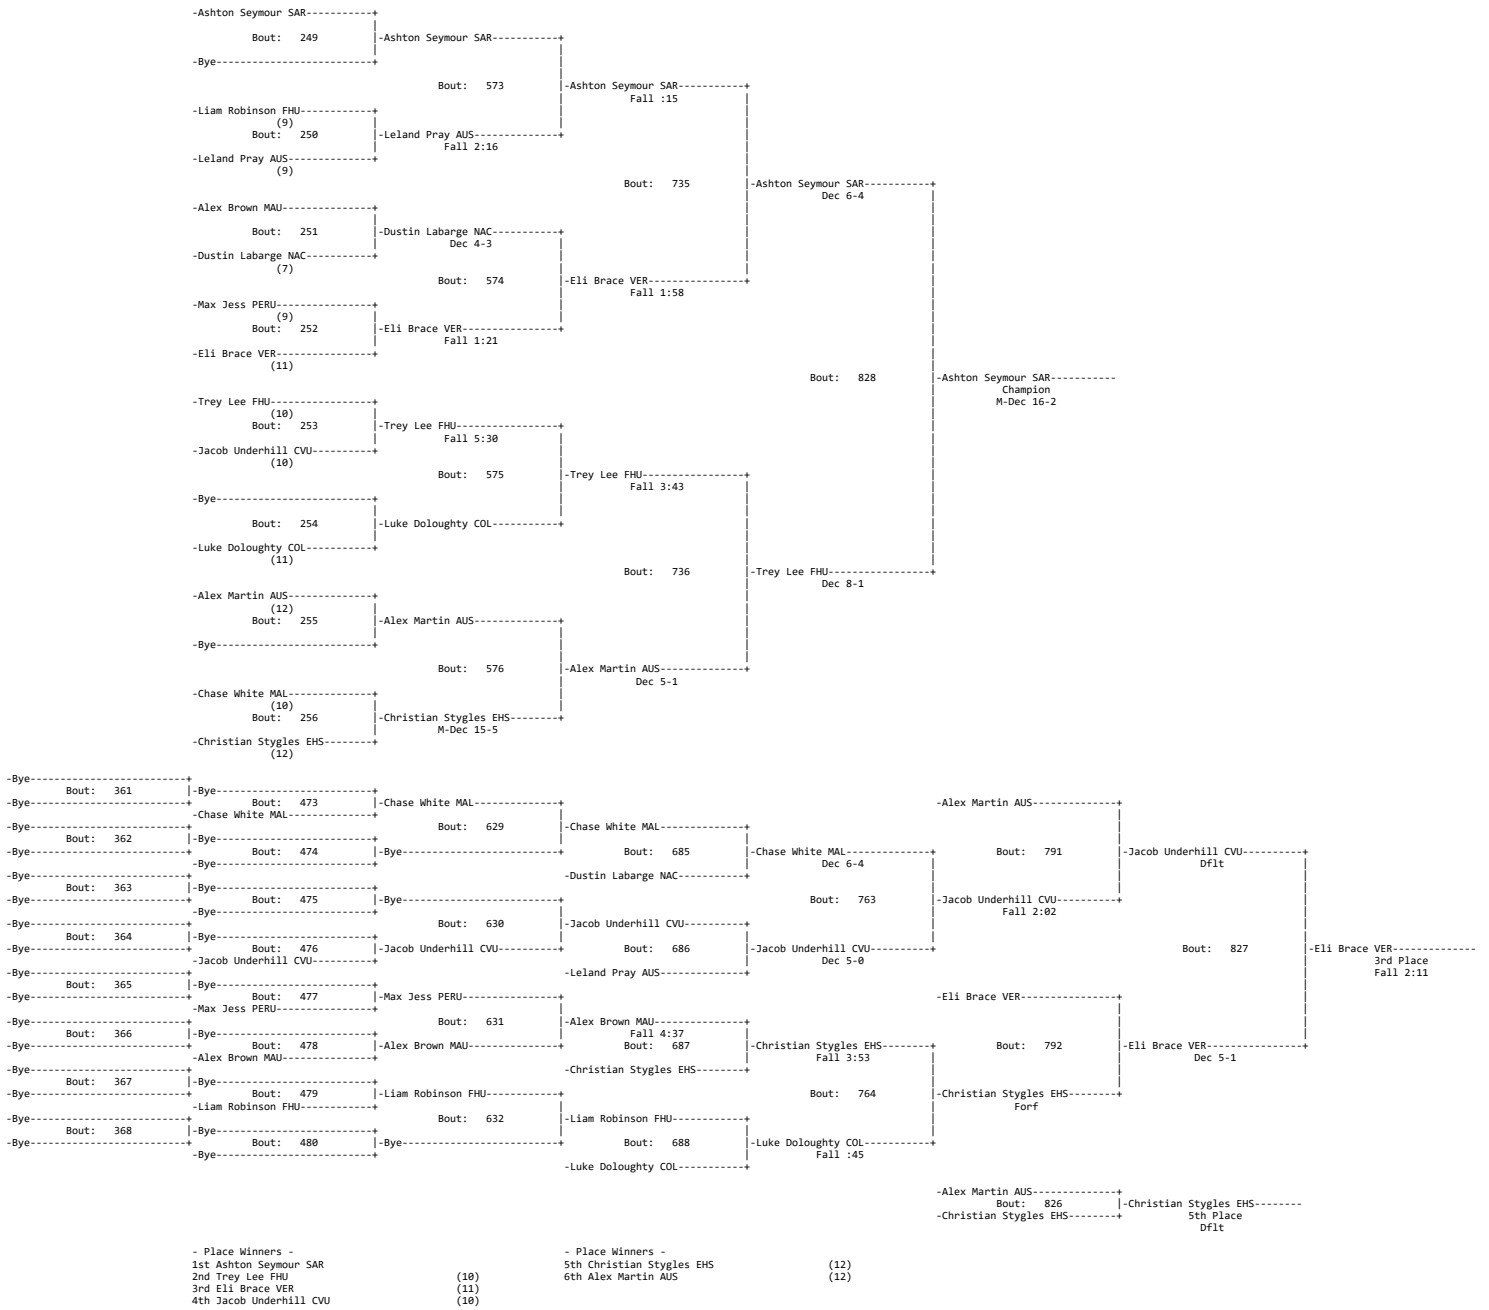 -Ashton Seymour SAR-----------+
Bout: 249 |-Ashton Seymour SAR-----------+
-Bye-------------------------+
Bout: 573 |-Ashton Seymour SAR-----------+
Fall :15
-Liam Robinson FHU------------+
(9)
Bout: 250 |-Leland Pray AUS--------------+
Fall 2:16
-Leland Pray AUS--------------+
(9)
Bout: 735 |-Ashton Seymour SAR-----------+
Dec 6-4
-Alex Brown MAU---------------+
Bout: 251 |-Dustin Labarge NAC-----------+
Dec 4-3
-Dustin Labarge NAC-----------+
(7)
Bout: 574 |-Eli Brace VER----------------+
Fall 1:58
-Max Jess PERU----------------+
(9)
Bout: 252 |-Eli Brace VER----------------+
Fall 1:21
-Eli Brace VER----------------+
(11)
Bout: 828 |-Ashton Seymour SAR-----------
Champion
M-Dec 16-2
-Trey Lee FHU-----------------+
(10)
Bout: 253 |-Trey Lee FHU-----------------+
Fall 5:30
-Jacob Underhill CVU----------+
(10)
Bout: 575 |-Trey Lee FHU-----------------+
Fall 3:43
-Bye--------------------------+
Bout: 254 |-Luke Doloughty COL-----------+
-Luke Doloughty COL-----------+
(11)
Bout: 736 |-Trey Lee FHU-----------------+
Dec 8-1
-Alex Martin AUS--------------+
(12)
Bout: 255 |-Alex Martin AUS--------------+
-Bye--------------------------+
Bout: 576 |-Alex Martin AUS--------------+
Dec 5-1
-Chase White MAL--------------+
(10)
Bout: 256 |-Christian Stygles EHS--------+
M-Dec 15-5
-Christian Stygles EHS--------+
(12)
-Bye--------------------------+
Bout: 361 |-Bye--------------------------+
-Bye--------------------------+ Bout: 473 |-Chase White MAL--------------+ -Alex Martin AUS--------------+
-Chase White MAL--------------+
-Bye--------------------------+ Bout: 629 |-Chase White MAL--------------+
Bout: 362 |-Bye--------------------------+
-Bye--------------------------+ Bout: 474 |-Bye--------------------------+ Bout: 685 |-Chase White MAL--------------+ Bout: 791 |-Jacob Underhill CVU----------+
-Bye--------------------------+ Dec 6-4 Dflt
-Bye--------------------------+ -Dustin Labarge NAC-----------+
Bout: 363 |-Bye--------------------------+
-Bye--------------------------+ Bout: 475 |-Bye--------------------------+ Bout: 763 |-Jacob Underhill CVU----------+
-Bye--------------------------+ Fall 2:02
-Bye--------------------------+ Bout: 630 |-Jacob Underhill CVU----------+
Bout: 364 |-Bye--------------------------+
-Bye--------------------------+ Bout: 476 |-Jacob Underhill CVU----------+ Bout: 686 |-Jacob Underhill CVU----------+ Bout: 827 |-Eli Brace VER-------------
-Jacob Underhill CVU----------+ Dec 5-0 3rd Place
-Bye--------------------------+ -Leland Pray AUS--------------+ Fall 2:11
Bout: 365 |-Bye--------------------------+
-Bye--------------------------+ Bout: 477 |-Max Jess PERU----------------+ -Eli Brace VER----------------+
-Max Jess PERU----------------+
-Bye--------------------------+ Bout: 631 |-Alex Brown MAU---------------+
Bout: 366 |-Bye--------------------------+ Fall 4:37
-Bye--------------------------+ Bout: 478 |-Alex Brown MAU---------------+ Bout: 687 |-Christian Stygles EHS--------+ Bout: 792 |-Eli Brace VER----------------+
-Alex Brown MAU---------------+ Fall 3:53 Dec 5-1
-Bye--------------------------+ -Christian Stygles EHS--------+
Bout: 367 |-Bye--------------------------+
-Bye--------------------------+ Bout: 479 |-Liam Robinson FHU------------+ Bout: 764 |-Christian Stygles EHS--------+
-Liam Robinson FHU------------+ Forf
-Bye--------------------------+ Bout: 632 |-Liam Robinson FHU------------+
Bout: 368 |-Bye--------------------------+
-Bye--------------------------+ Bout: 480 |-Bye--------------------------+ Bout: 688 |-Luke Doloughty COL-----------+
-Bye--------------------------+ Fall :45
-Luke Doloughty COL-----------+
-Alex Martin AUS--------------+
Bout: 826 |-Christian Stygles EHS--------
-Christian Stygles EHS--------+ 5th Place
Dflt
- Place Winners - - Place Winners -
1st Ashton Seymour SAR 5th Christian Stygles EHS (12)
2nd Trey Lee FHU (10) 6th Alex Martin AUS (12)
3rd Eli Brace VER (11)
4th Jacob Underhill CVU (10)